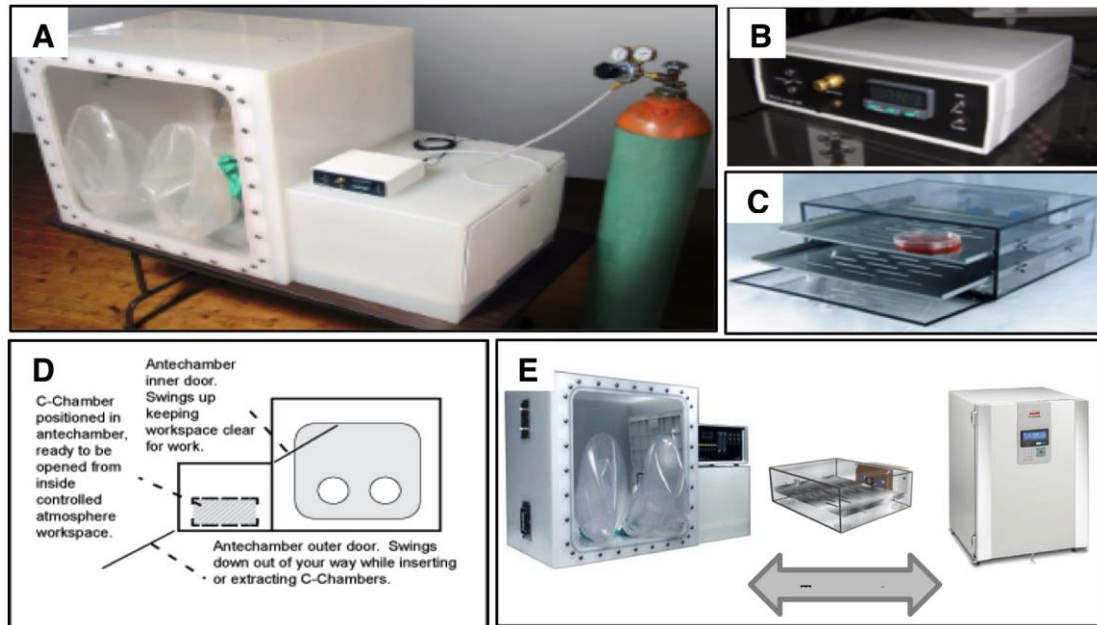 A
B
C
D
Antechamber
inner door.
Swings up
keeping
workspace clear
for work.
C-Chamber
positioned in
antechamber,
ready to be
opened from
inside
controlled
atmosphere
workspace.
Antechamber outer door. Swings
down out of your way while inserting
or extracting C-Chambers.
E